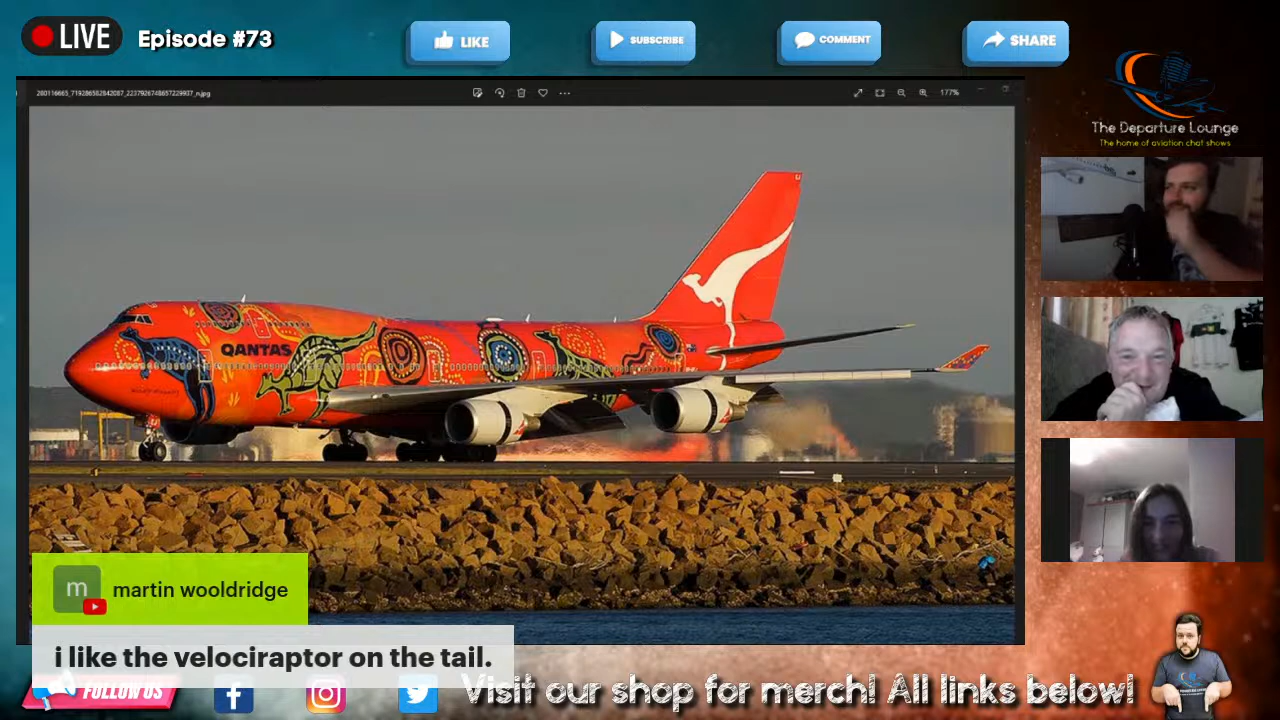 LIVE
Episode #73
LIKE
SUBSCRIBE
COMMENT
SHARE
177%
The Departure Lounge
The home of aviation chat shows
QANTAS
m
martin wooldridge
i like the velociraptor on the tail.
FOLLOW US
Visit our shop for merch! All links below!